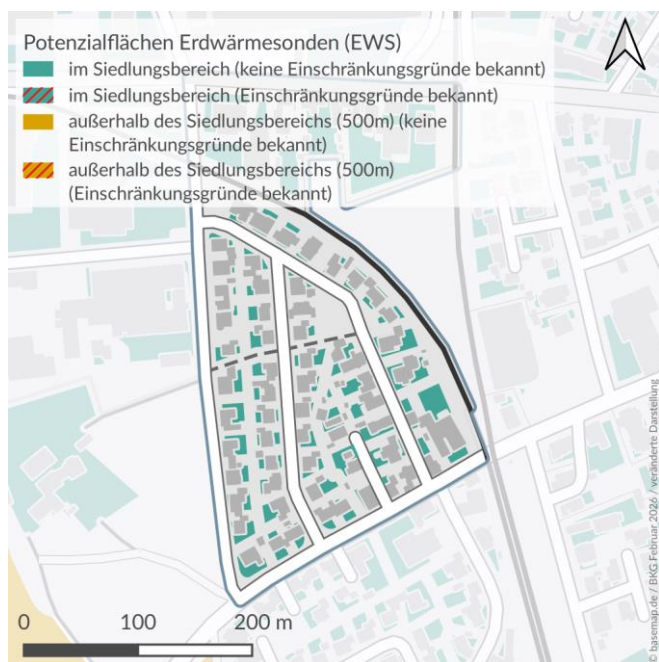 Potenzialflächen Erdwärmesonden (EWS)
im Siedlungsbereich (keine Einschränkungsgründe bekannt)
im Siedlungsbereich (Einschränkungsgründe bekannt)
außerhalb des Siedlungsbereichs (500m) (keine
Einschränkungsgründe bekannt)
außerhalb des Siedlungsbereichs (500m)
(Einschränkungsgründe bekannt)
0 100 200 m
© basemap.de / BKG Februar 2026 / veränderte Darstellung